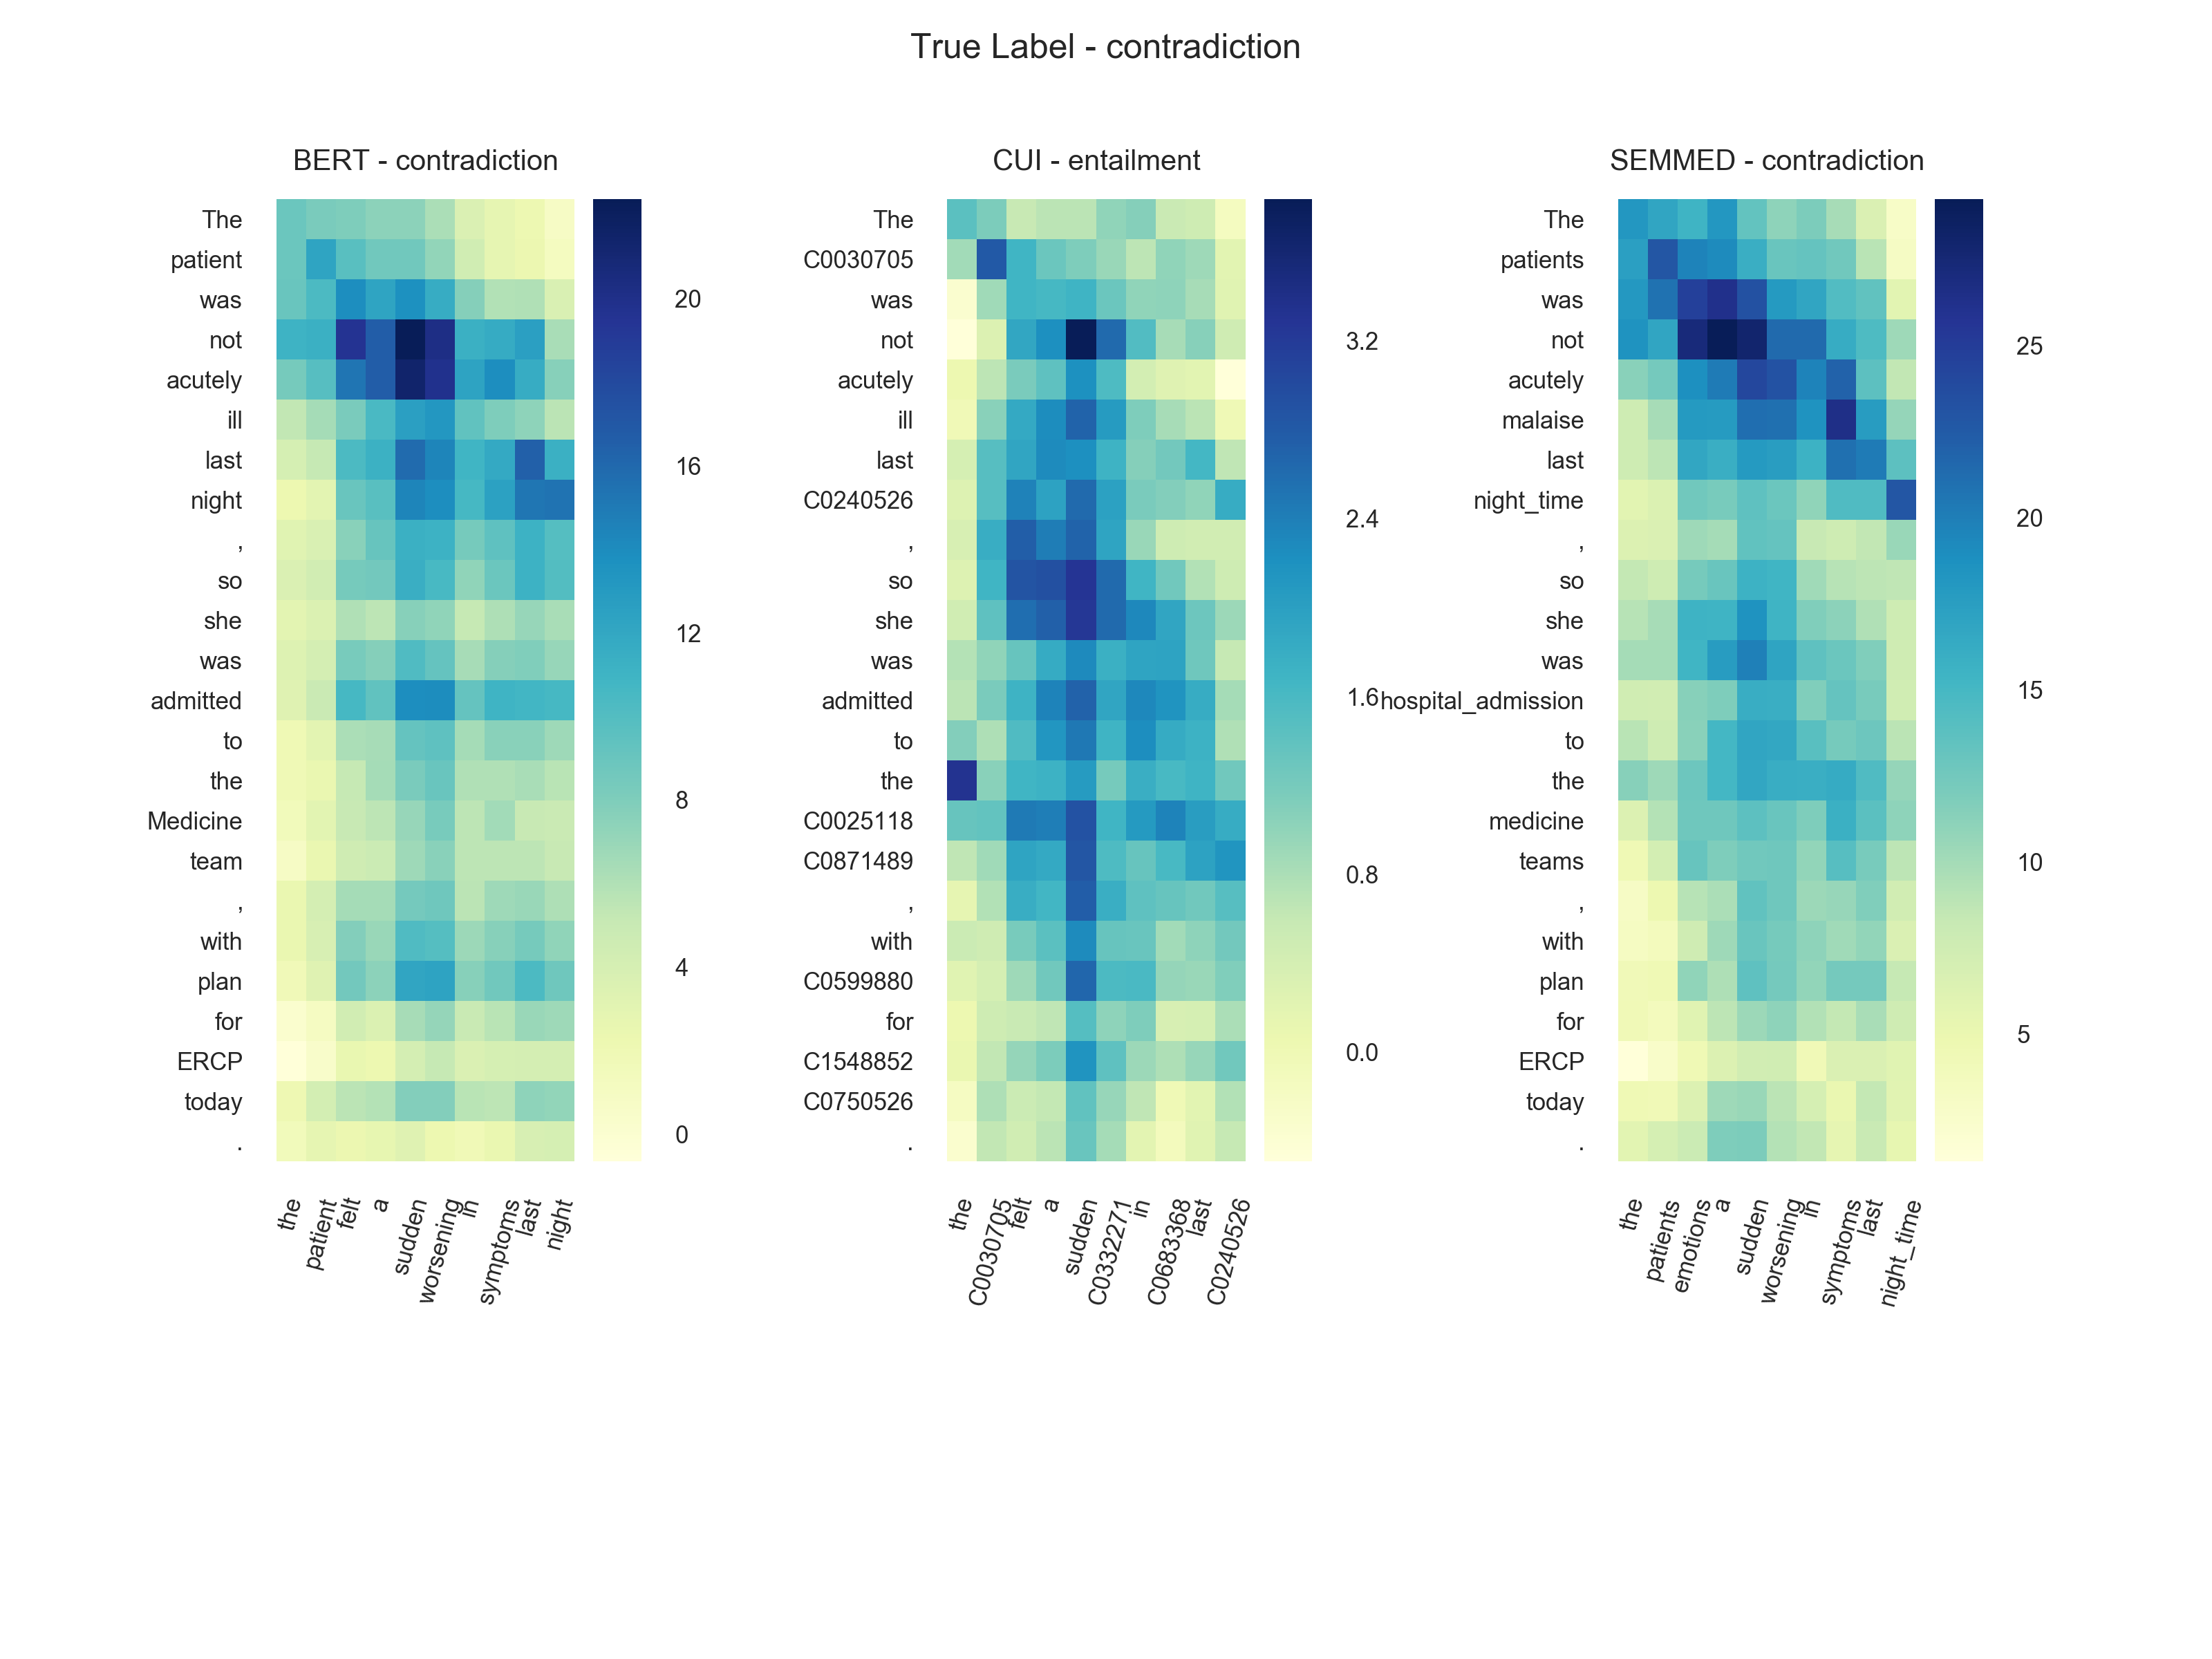 True Label - contradiction
BERT - contradiction
The
patient
was
not
acutely
ill
last
night
,
so
she
was
admitted
to
the
Medicine
team
,
with
plan
for
ERCP
today
.
the
patient
felt
a
sudden
worsening
in
symptoms
last
night
20
16
12
8
4
0
CUI - entailment
The
C0030705
was
not
acutely
ill
last
C0240526
,
so
she
was
admitted
to
the
C0025118
C0871489
,
with
C0599880
for
C1548852
C0750526
.
the
C0030705
felt
a
sudden
C0332271
in
C0683368
last
C0240526
3.2
2.4
1.6
0.8
0.0
SEMMED - contradiction
The
patients
was
not
acutely
malaise
last
night_time
,
so
she
was
hospital_admission
to
the
medicine
teams
,
with
plan
for
ERCP
today
.
the
patients
emotions
a
sudden
worsening
in
symptoms
last
night_time
25
20
15
10
5